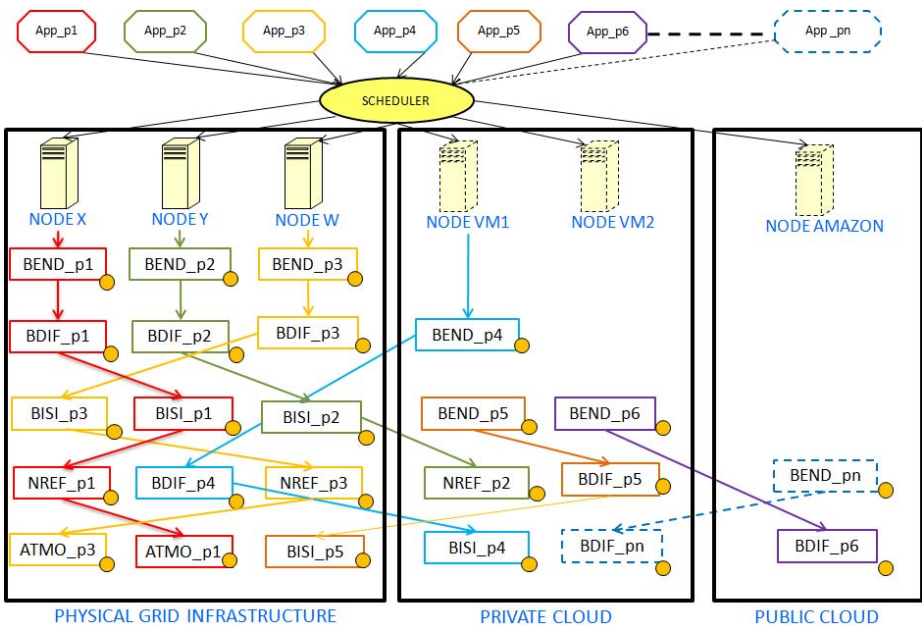 App_p1
App_p2
App_p3
App_p4
App_p5
App_p6
App _pn
SCHEDULER
NODE X
NODE Y
NODE W
NODE VM1
NODE VM2
NODE AMAZON
BEND_p1
BEND_p2
BEND_p3
BDIF_p1
BDIF_p2
BDIF_p3
BEND_p4
BISI_p3
BISI_p1
BISI_p2
BEND_p5
BEND_p6
NREF_p1
BDIF_p4
NREF_p3
NREF_p2
BDIF_p5
BEND_pn
ATMO_p3
ATMO_p1
BISI_p5
BISI_p4
BDIF_pn
BDIF_p6
PHYSICAL GRID INFRASTRUCTURE
PRIVATE CLOUD
PUBLIC CLOUD